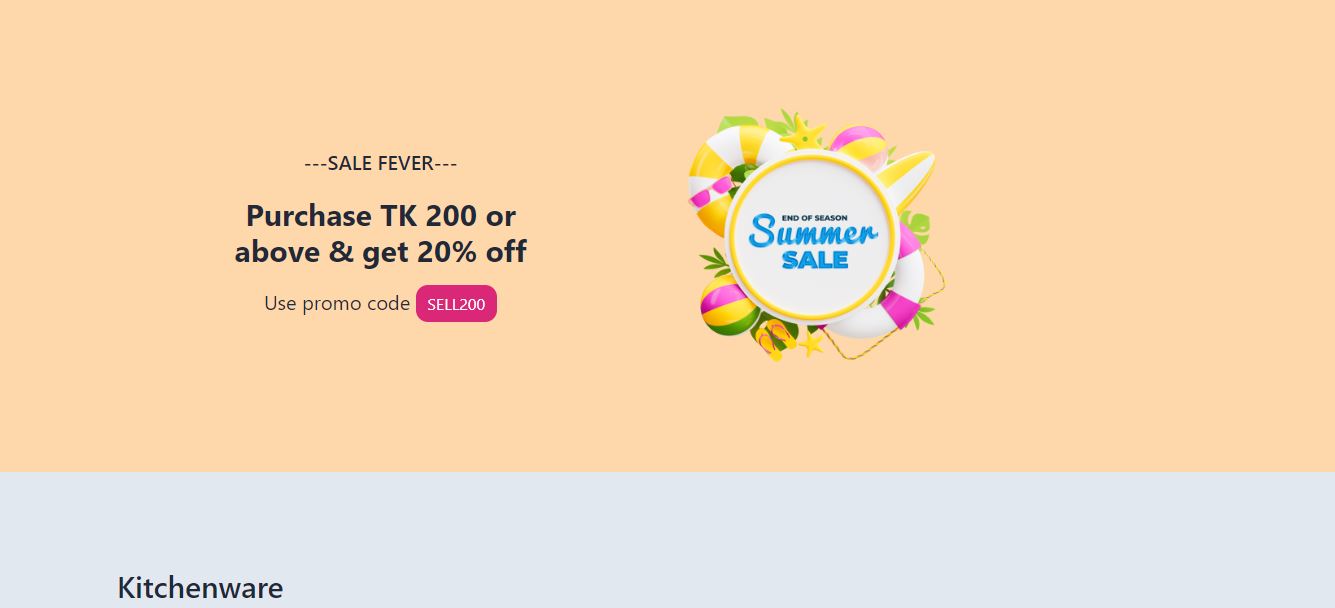 ---SALE FEVER---
Purchase TK 200 or
above & get 20% off
Use promo code SELL200
END OF SEASON
Summer
SALE
Kitchenware